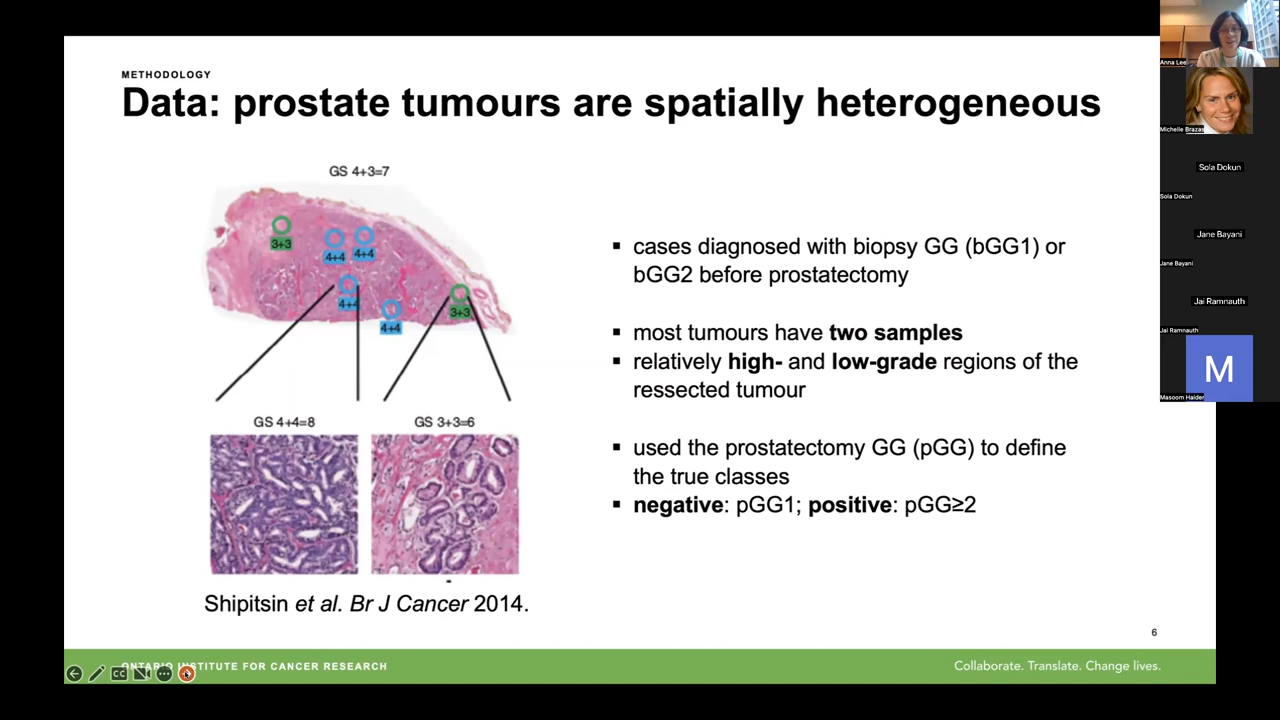 METHODOLOGY
Data: prostate tumours are spatially heterogeneous
GS 4+3=7
3+3
4+4
4+4
4+4
4+4
3+3
GS 4+4=8
GS 3+3=6
Shipitsin et al. Br J Cancer 2014.
▪ cases diagnosed with biopsy GG (bGG1) or
bGG2 before prostatectomy
▪ most tumours have two samples
▪ relatively high- and low-grade regions of the
ressected tumour
▪ used the prostatectomy GG (pGG) to define
the true classes
▪ negative: pGG1; positive: pGG≥2
6
ONTARIO INSTITUTE FOR CANCER RESEARCH
Collaborate. Translate. Change lives.
CC
Anna Lee
Michelle Brazas
Sola Dokun
Sola Dokun
Jane Bayani
Jane Bayani
Jai Ramnauth
Jai Ramnauth
M
Masoom Haider